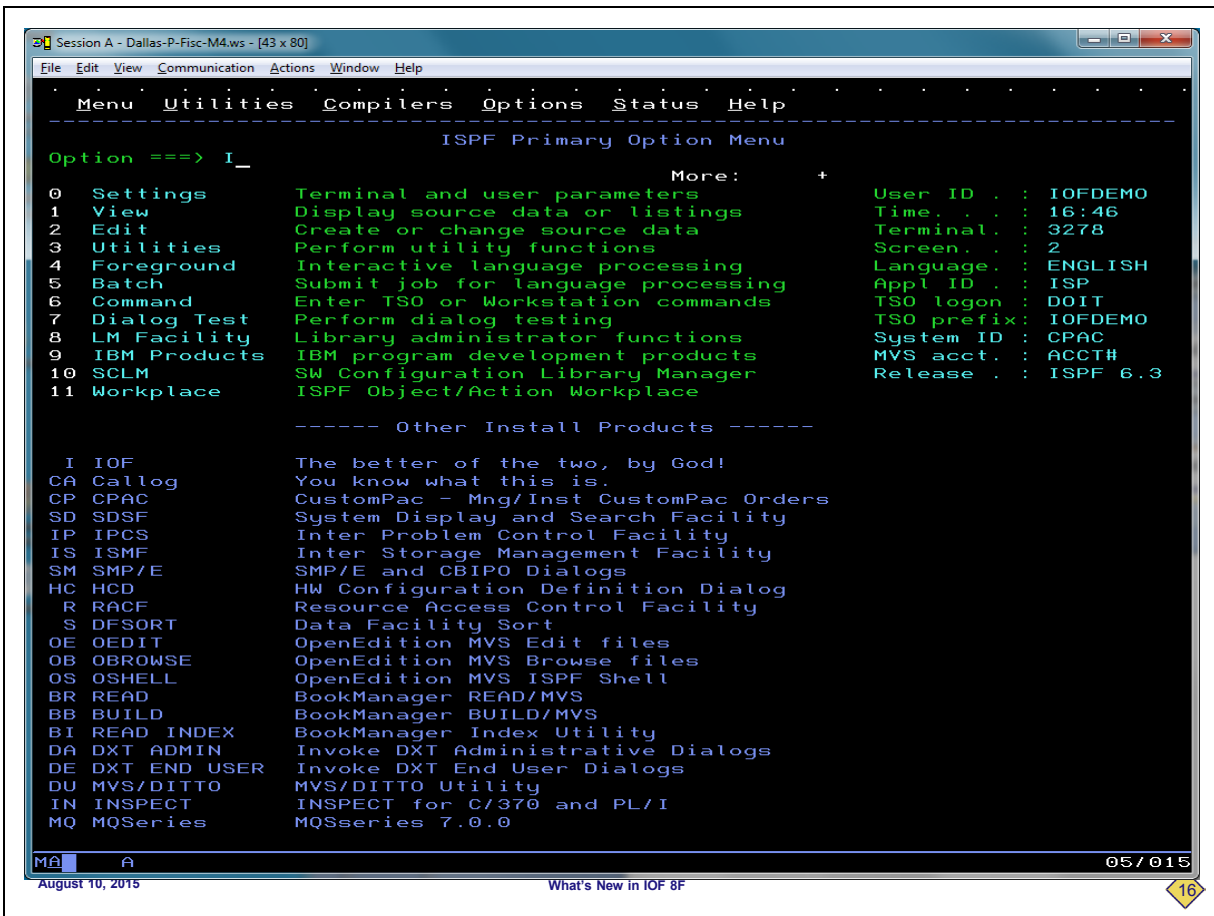 Session A - Dallas-P-Fisc-M4.ws - [43 x 80]
File Edit View Communication Actions Window Help
. . . . . . . . . . . . . . . . . . . . . . . . . . .
Menu Utilities Compilers Options Status Help
ISPF Primary Option Menu
Option ===> I_
More: +
0 Settings Terminal and user parameters User ID . : IOFDEMO
1 View Display source data or listings Time. . . : 16:46
2 Edit Create or change source data Terminal. : 3278
3 Utilities Perform utility functions Screen. . : 2
4 Foreground Interactive language processing Language. : ENGLISH
5 Batch Submit job for language processing Appl ID . : ISP
6 Command Enter TSO or Workstation commands TSO logon : DOIT
7 Dialog Test Perform dialog testing TSO prefix: IOFDEMO
8 LM Facility Library administrator functions System ID : CPAC
9 IBM Products IBM program development products MVS acct. : ACCT#
10 SCLM SW Configuration Library Manager Release . : ISPF 6.3
11 Workplace ISPF Object/Action Workplace
------ Other Install Products ------
I IOF The better of the two, by God!
CA Callog You know what this is.
CP CPAC CustomPac - Mng/Inst CustomPac Orders
SD SDSF System Display and Search Facility
IP IPCS Inter Problem Control Facility
IS ISMF Inter Storage Management Facility
SM SMP/E SMP/E and CBIPO Dialogs
HC HCD HW Configuration Definition Dialog
R RACF Resource Access Control Facility
S DFSORT Data Facility Sort
OE OEDIT OpenEdition MVS Edit files
OB OBROWSE OpenEdition MVS Browse files
OS OSHELL OpenEdition MVS ISPF Shell
BR READ BookManager READ/MVS
BB BUILD BookManager BUILD/MVS
BI READ INDEX BookManager Index Utility
DA DXT ADMIN Invoke DXT Administrative Dialogs
DE DXT END USER Invoke DXT End User Dialogs
DU MVS/DITTO MVS/DITTO Utility
IN INSPECT INSPECT for C/370 and PL/I
MQ MQSeries MQSseries 7.0.0
MA A 05/015
August 10, 2015 What's New in IOF 8F 16